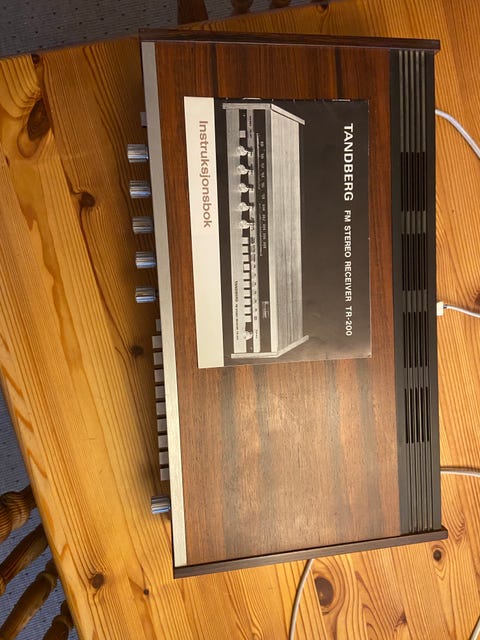 TANDBERG FM STEREO RECEIVER TR-200
Instruksjonsbok